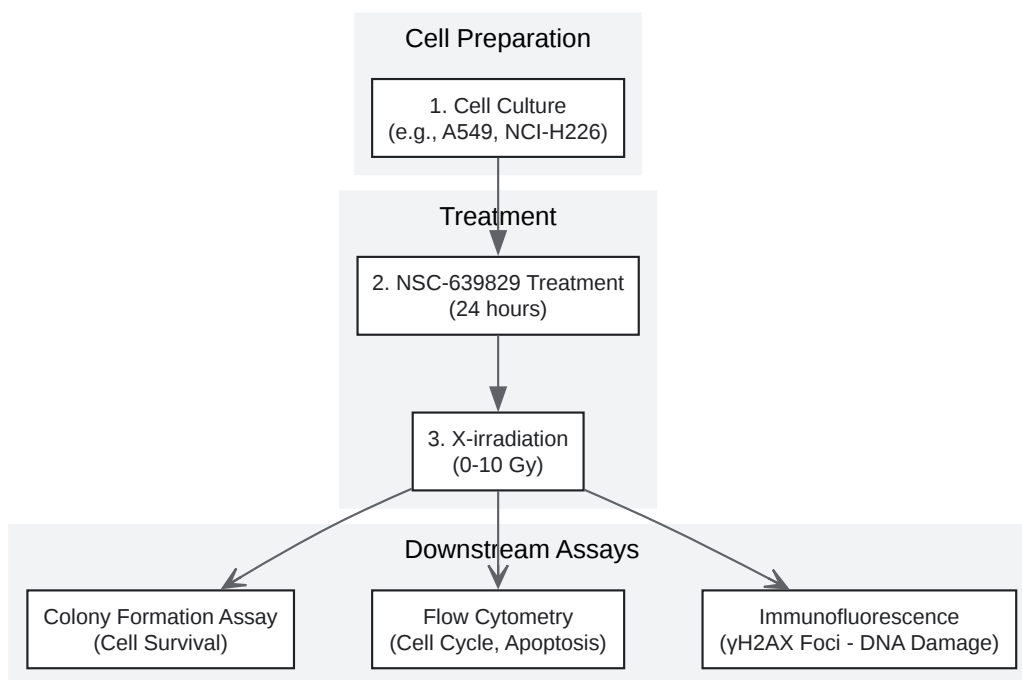 Cell Preparation
1. Cell Culture
(e.g., A549, NCI-H226)
Treatment
2. NSC-639829 Treatment
(24 hours)
3. X-irradiation
(0-10 Gy)
Downstream Assays
Colony Formation Assay
(Cell Survival)
Flow Cytometry
(Cell Cycle, Apoptosis)
Immunofluorescence
(γH2AX Foci - DNA Damage)